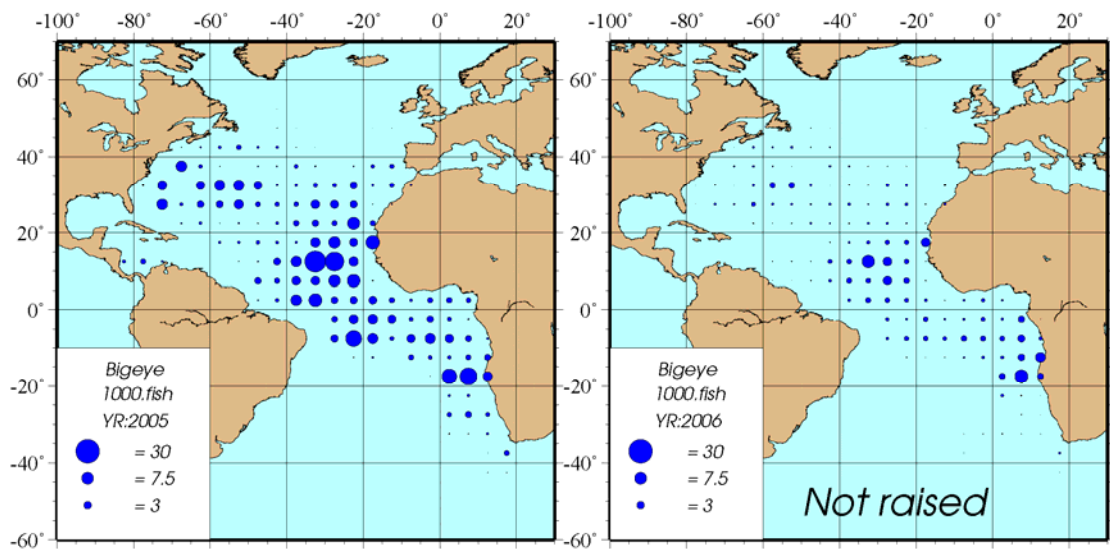 -100° -80° -60° -40° -20° 0° 20° -100° -80° -60° -40° -20° 0° 20°
60° 60°
40° 40°
20° 20°
0° 0°
-20° -20°
-40° -40°
-60° -60°
Bigeye
1000.fish
YR:2005
= 30
= 7.5
= 3
Bigeye
1000.fish
YR:2006
= 30
= 7.5
= 3
Not raised